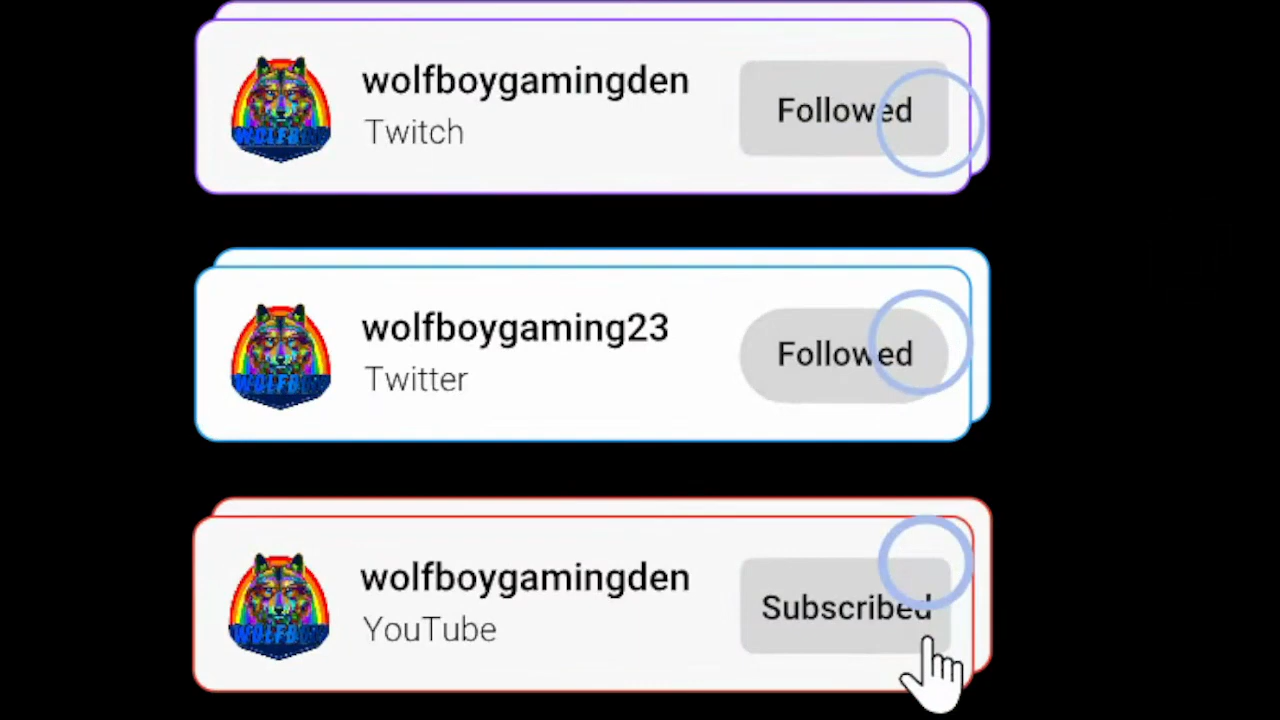 wolfboygamingden
Twitch
Followed
wolfboygaming23
Twitter
Followed
wolfboygamingden
YouTube
Subscribed